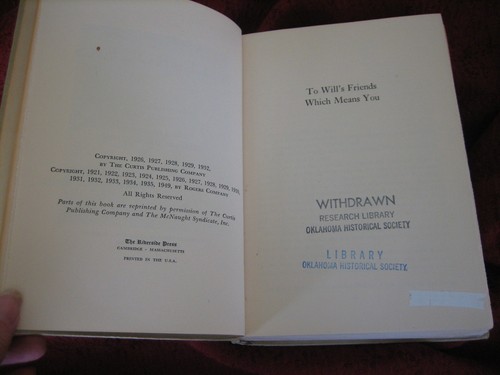 COPYRIGHT, 1926, 1927, 1928, 1929, 1932,
BY THE CURTIS PUBLISHING COMPANY
COPYRIGHT, 1921, 1922, 1923, 1924, 1925, 1926, 1927, 1928, 1929, 1930,
1931, 1932, 1933, 1934, 1935, 1949, BY ROGERS COMPANY
All Rights Reserved
Parts of this book are reprinted by permission of The Curtis
Publishing Company and The McNaught Syndicate, Inc.
The Riverside Press
CAMBRIDGE · MASSACHUSETTS
PRINTED IN THE U.S.A.
To Will's Friends
Which Means You
WITHDRAWN
RESEARCH LIBRARY
OKLAHOMA HISTORICAL SOCIETY
LIBRARY
OKLAHOMA HISTORICAL SOCIETY